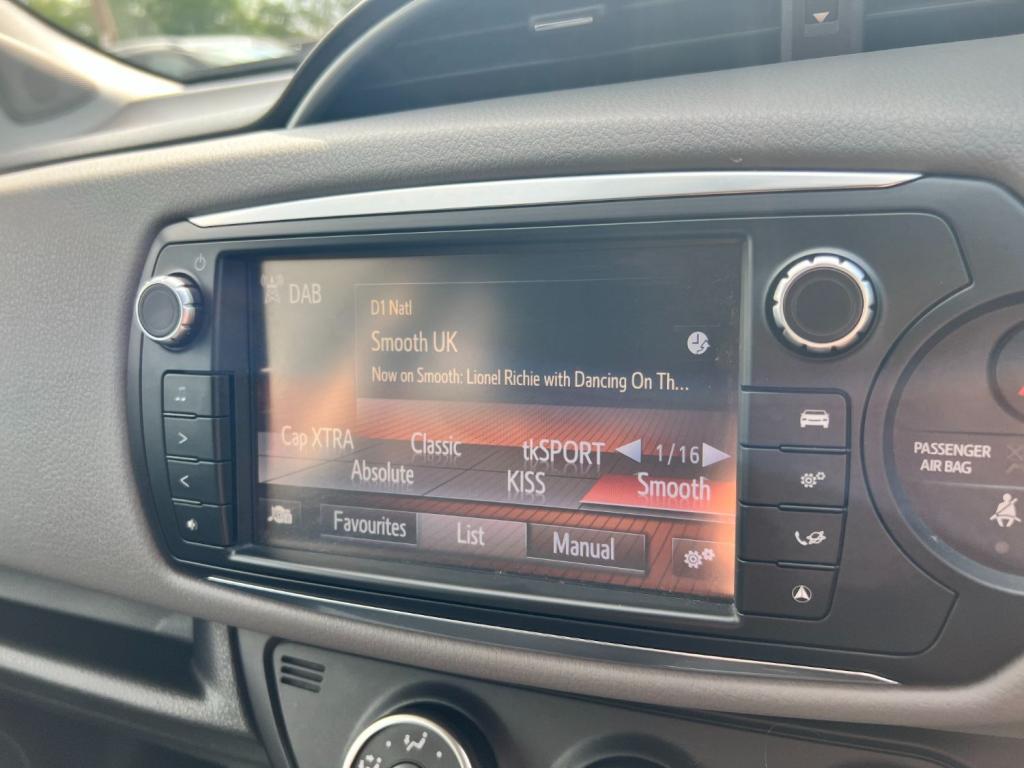 DAB
D1 Natl
Smooth UK
Now on Smooth: Lionel Richie with Dancing On Th...
Cap XTRA Classic tkSPORT 1/16
Absolute KISS Smooth
Favourites List Manual
PASSENGER
AIR BAG